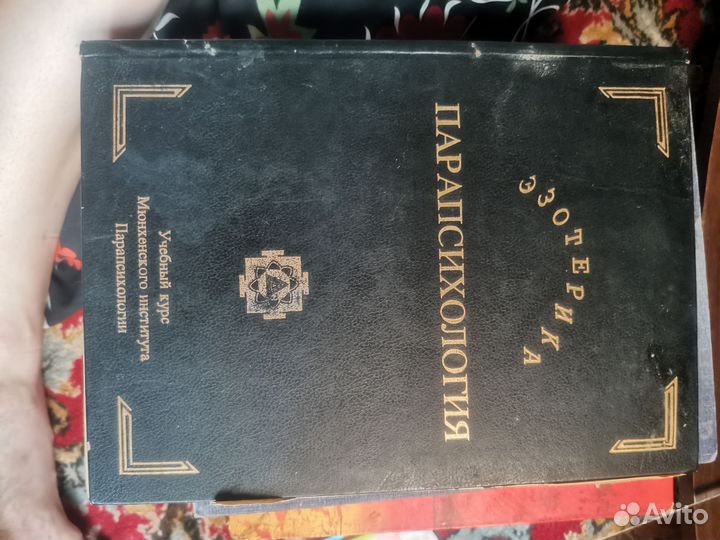 ЭЗОТЕРИКА
ПАРАПСИХОЛОГИЯ
Учебный курс
Мюнхенского института
Парапсихологии
Avito